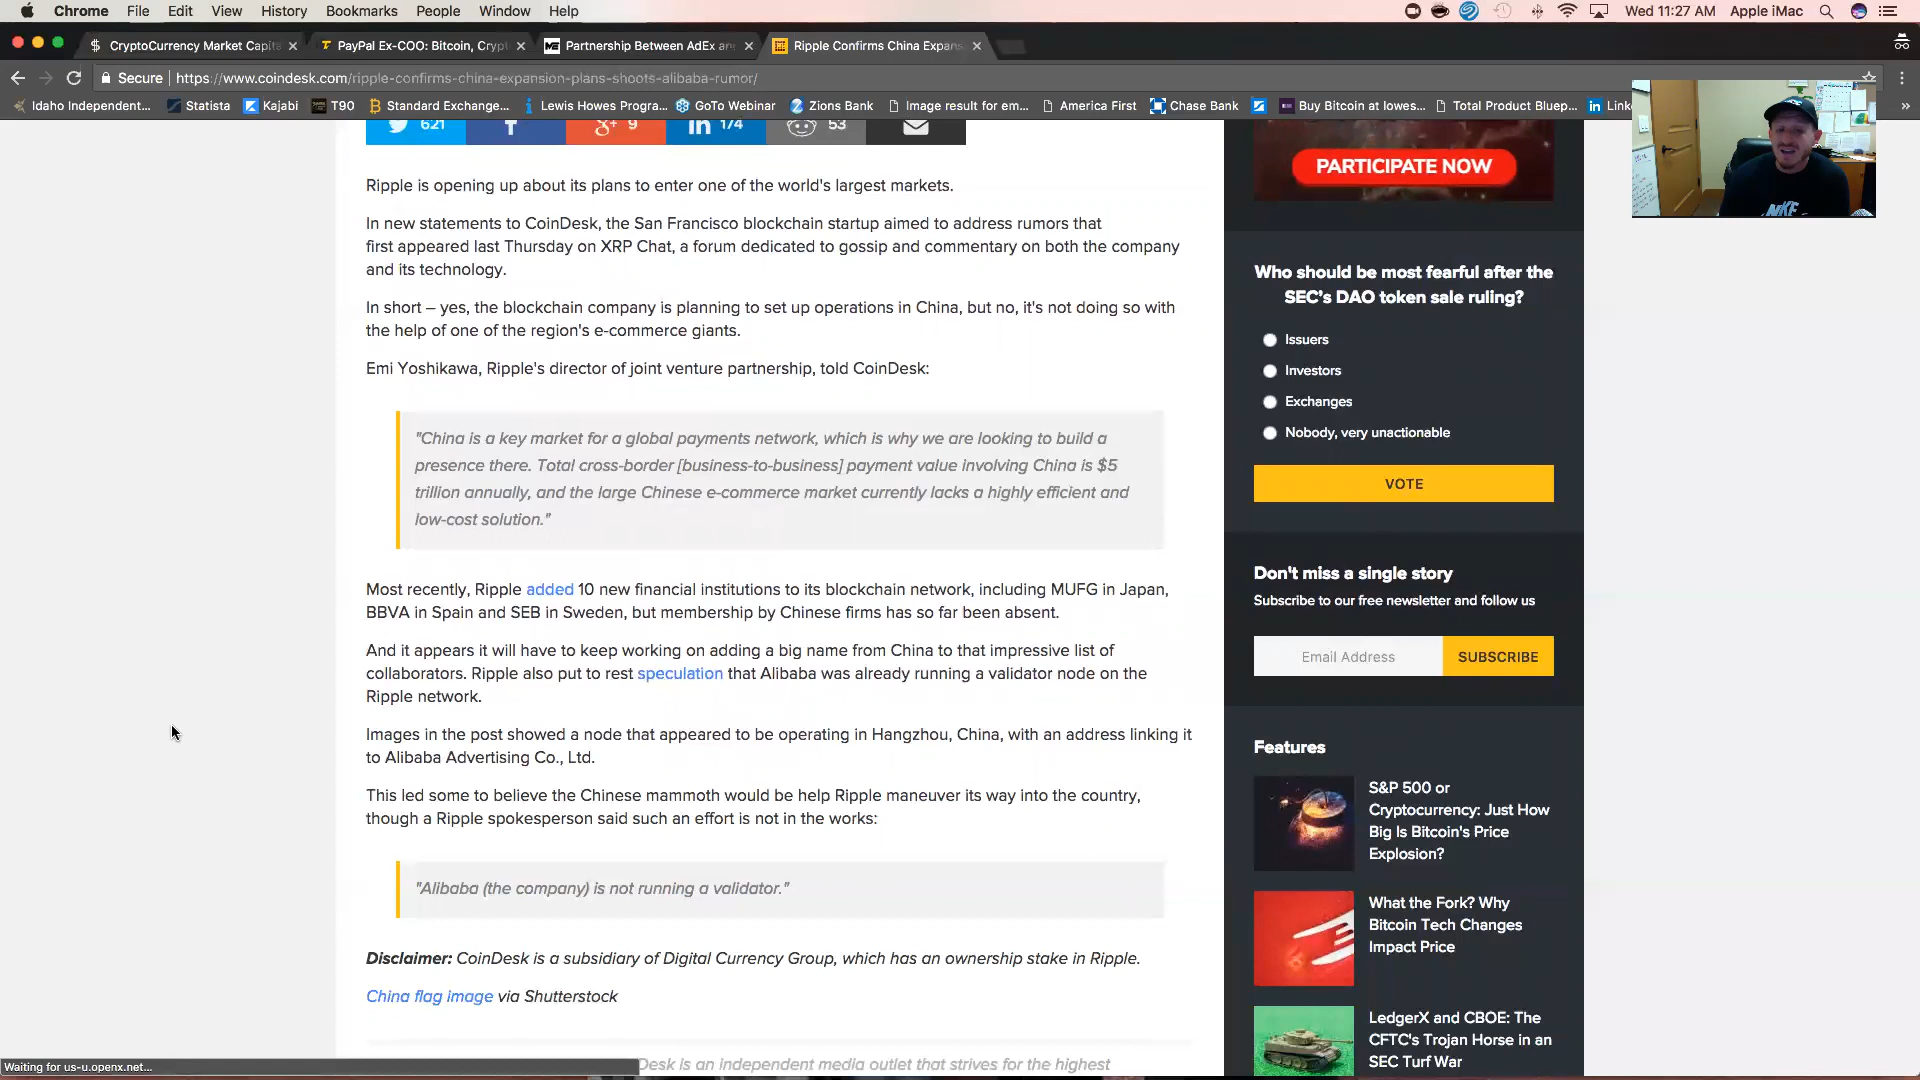 Chrome File Edit View History Bookmarks People Window Help Wed 11:27 AM Apple iMac
CryptoCurrency Market Capit
PayPal Ex-COO: Bitcoin, Cryp
Partnership Between AdEx an
Ripple Confirms China Expans
Secure | https://www.coindesk.com/ripple-confirms-china-expansion-plans-shoots-alibaba-rumor/
Idaho Independent... Statista Kajabi T90 Standard Exchange... Lewis Howes Progra... GoTo Webinar Zions Bank Image result for em... America First Chase Bank Buy Bitcoin at lowes... Total Product Bluep... Link
621 9 174 53
Ripple is opening up about its plans to enter one of the world's largest markets.
In new statements to CoinDesk, the San Francisco blockchain startup aimed to address rumors that
first appeared last Thursday on XRP Chat, a forum dedicated to gossip and commentary on both the company
and its technology.
In short – yes, the blockchain company is planning to set up operations in China, but no, it's not doing so with
the help of one of the region's e-commerce giants.
Emi Yoshikawa, Ripple's director of joint venture partnership, told CoinDesk:
"China is a key market for a global payments network, which is why we are looking to build a
presence there. Total cross-border [business-to-business] payment value involving China is $5
trillion annually, and the large Chinese e-commerce market currently lacks a highly efficient and
low-cost solution."
Most recently, Ripple added 10 new financial institutions to its blockchain network, including MUFG in Japan,
BBVA in Spain and SEB in Sweden, but membership by Chinese firms has so far been absent.
And it appears it will have to keep working on adding a big name from China to that impressive list of
collaborators. Ripple also put to rest speculation that Alibaba was already running a validator node on the
Ripple network.
Images in the post showed a node that appeared to be operating in Hangzhou, China, with an address linking it
to Alibaba Advertising Co., Ltd.
This led some to believe the Chinese mammoth would be help Ripple maneuver its way into the country,
though a Ripple spokesperson said such an effort is not in the works:
"Alibaba (the company) is not running a validator."
Disclaimer: CoinDesk is a subsidiary of Digital Currency Group, which has an ownership stake in Ripple.
China flag image via Shutterstock
Desk is an independent media outlet that strives for the highest
Waiting for us-u.openx.net...
PARTICIPATE NOW
Who should be most fearful after the
SEC's DAO token sale ruling?
Issuers
Investors
Exchanges
Nobody, very unactionable
VOTE
Don't miss a single story
Subscribe to our free newsletter and follow us
Email Address SUBSCRIBE
Features
S&P 500 or
Cryptocurrency: Just How
Big Is Bitcoin's Price
Explosion?
What the Fork? Why
Bitcoin Tech Changes
Impact Price
LedgerX and CBOE: The
CFTC's Trojan Horse in an
SEC Turf War